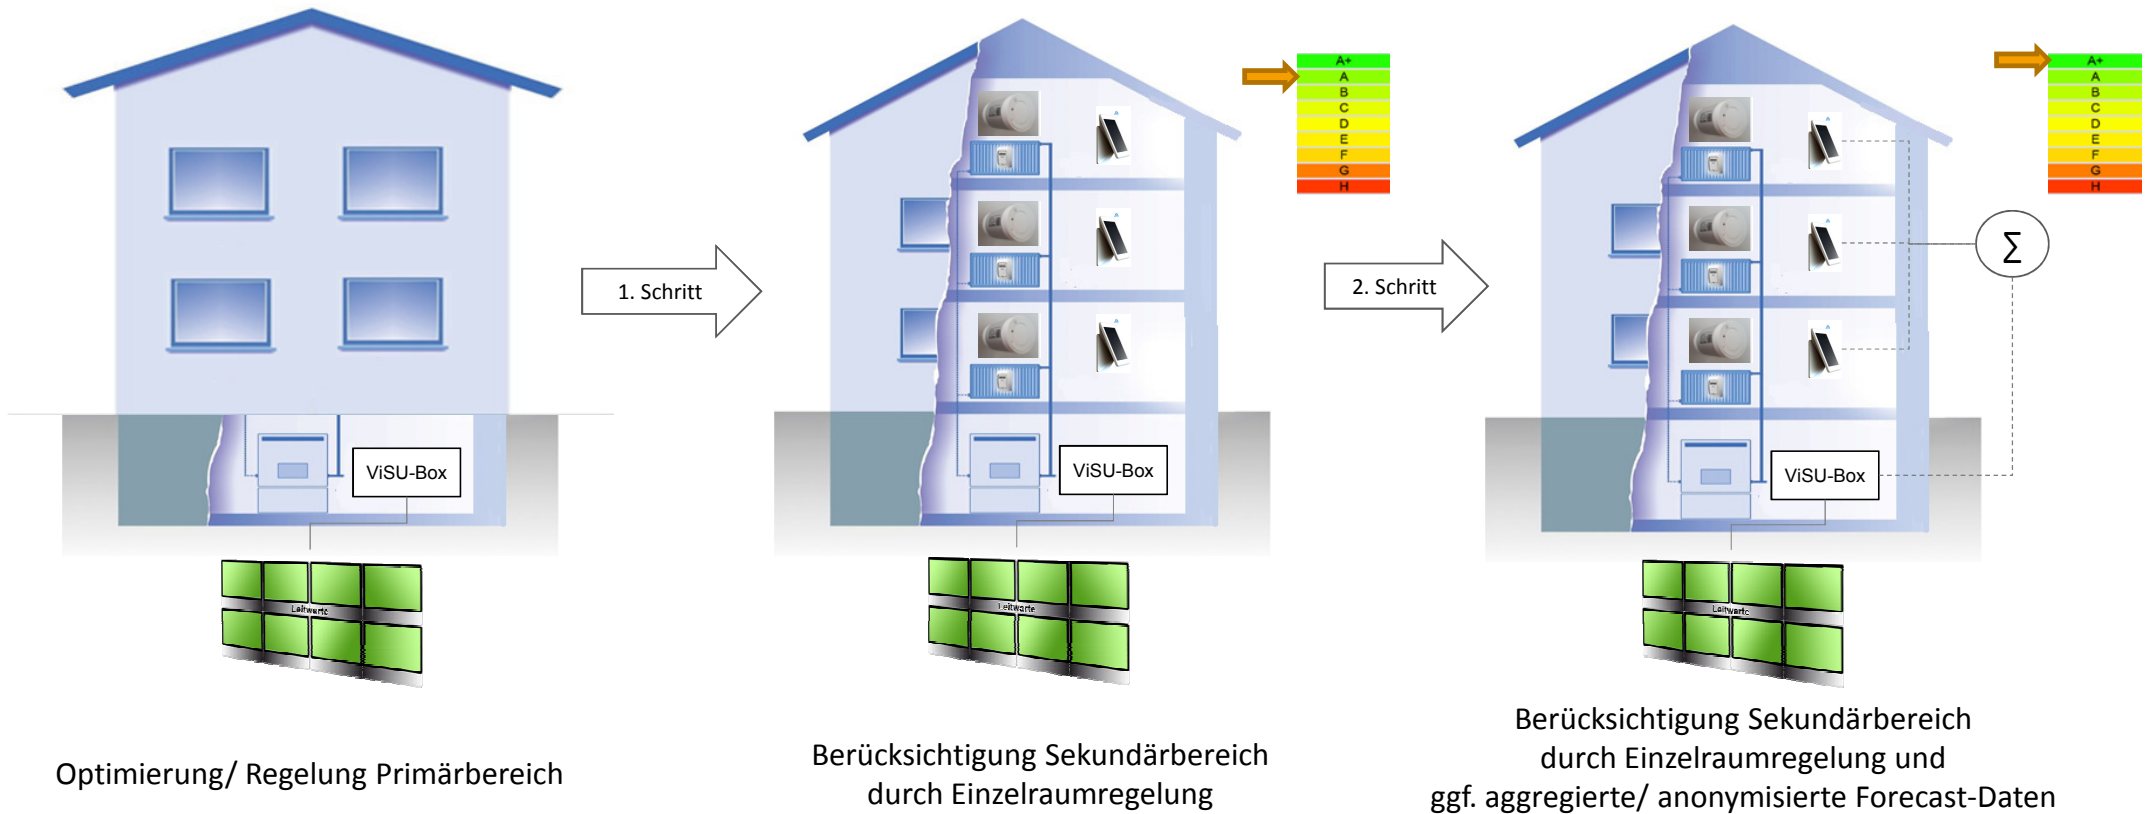 A+
A
B
C
D
E
F
G
H
A+
A
B
C
D
E
F
G
H
∑
1. Schritt
2. Schritt
ViSU-Box
ViSU-Box
ViSU-Box
Leitwarte
Leitwarte
Leitwarte
Optimierung/ Regelung Primärbereich
Berücksichtigung Sekundärbereich
durch Einzelraumregelung
Berücksichtigung Sekundärbereich
durch Einzelraumregelung und
ggf. aggregierte/ anonymisierte Forecast-Daten